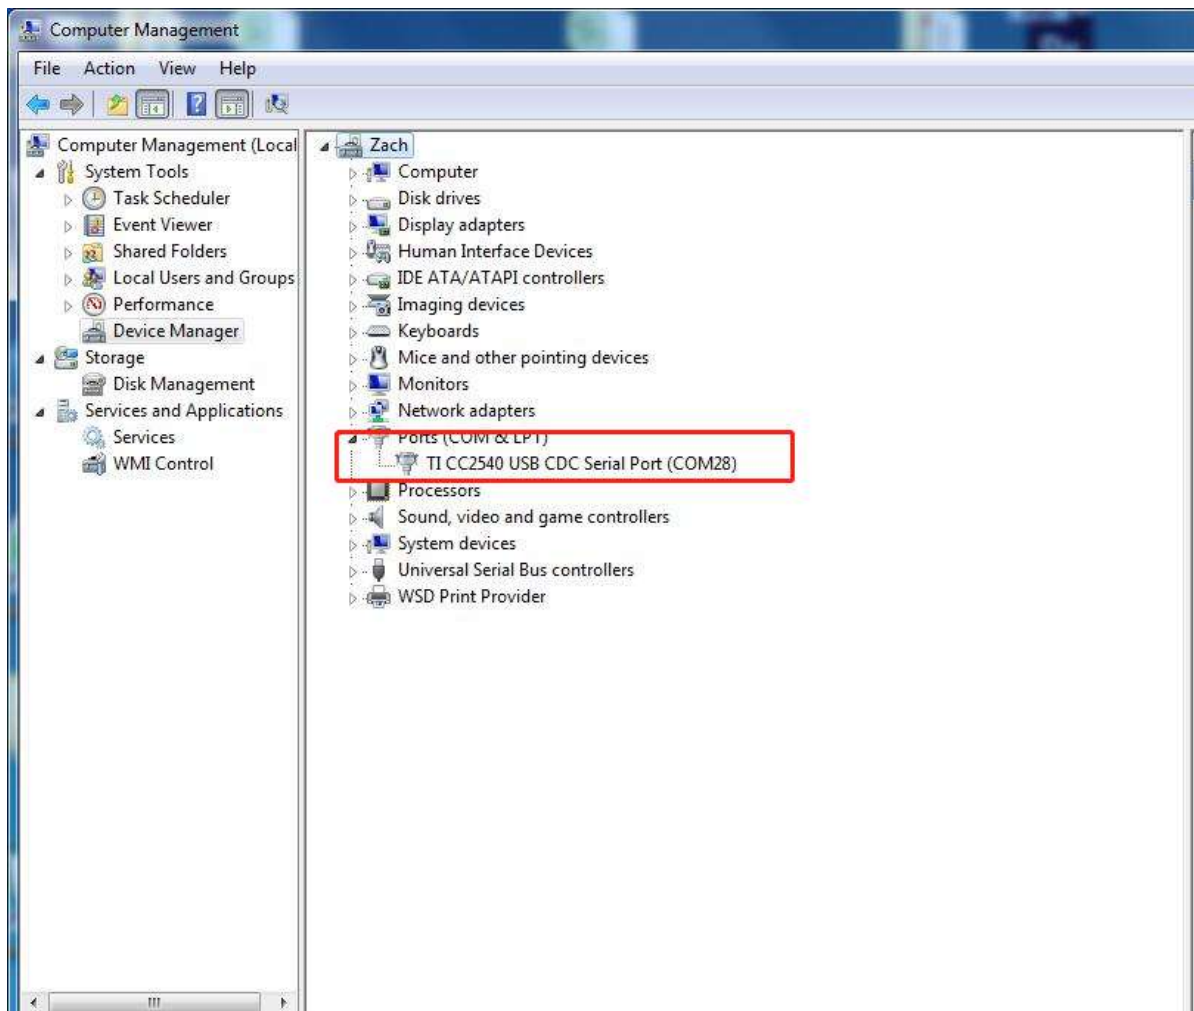 Computer Management
File Action View Help
Computer Management (Local
System Tools
Task Scheduler
Event Viewer
Shared Folders
Local Users and Groups
Performance
Device Manager
Storage
Disk Management
Services and Applications
Services
WMI Control
Zach
Computer
Disk drives
Display adapters
Human Interface Devices
IDE ATA/ATAPI controllers
Imaging devices
Keyboards
Mice and other pointing devices
Monitors
Network adapters
Ports (COM & LPT)
TI CC2540 USB CDC Serial Port (COM28)
Processors
Sound, video and game controllers
System devices
Universal Serial Bus controllers
WSD Print Provider